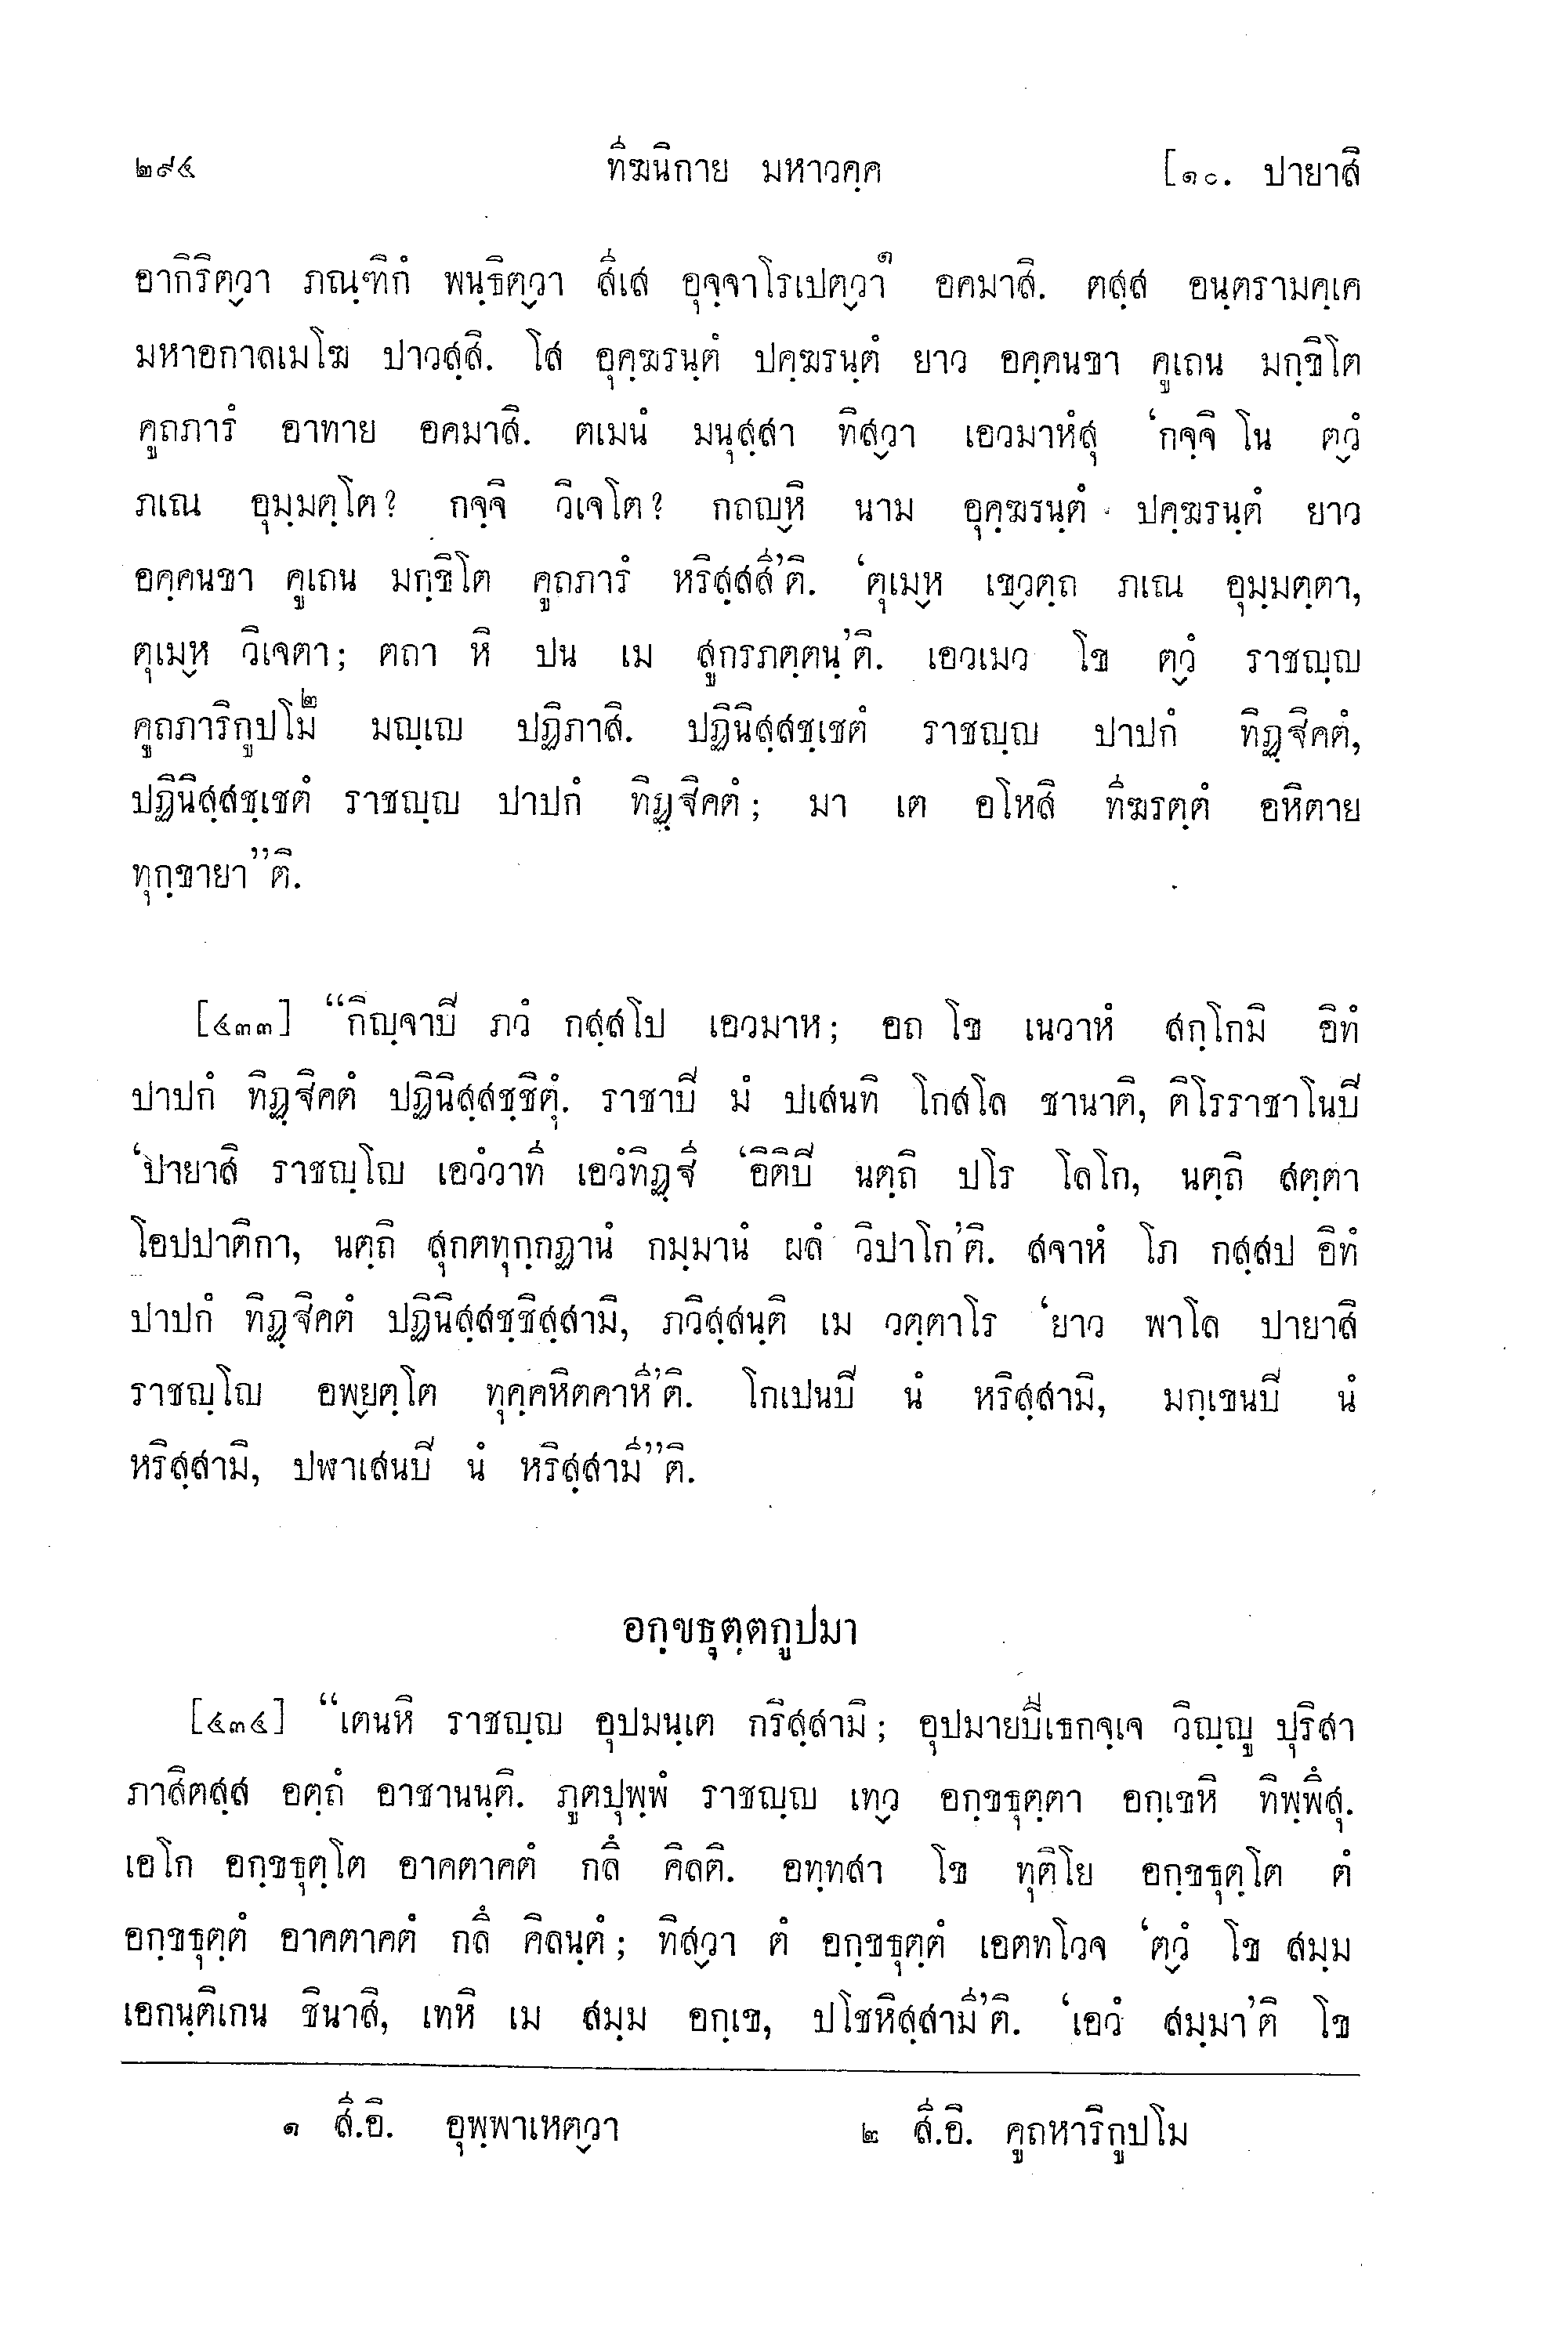 ๒๙๔ ทีฆนิกาย มหาวคฺค [๑๐. ปายาสิ
อากิริตฺวา ภณฺฑิกํ พนฺธิตฺวา สีเส อุจฺจาโรเปตฺวา๑ อคมาสิ. ตสฺส อนฺตรามคฺเค
มหาอกาลเมโฆ ปาวสฺสิ. โส อุคฺฆรนฺตํ ปคฺฆรนฺตํ ยาว อคฺคนขา คูเถน มกฺขิโต
คูถภารํ อาทาย อคมาสิ. ตเมนํ มนุสฺสา ทิสฺวา เอวมาหํสุ ‘กจฺจิ โน ตฺวํ
ภเณ อุมฺมตฺโต? กจฺจิ วิเจโต? กถญฺหิ นาม อุคฺฆรนฺตํ ปคฺฆรนฺตํ ยาว
อคฺคนขา คูเถน มกฺขิโต คูถภารํ หริสฺสสี’ติ. ‘ตุเมฺห เขฺวตฺถ ภเณ อุมฺมตฺตา,
ตุเมฺห วิเจตา; ตถา หิ ปน เม สูกรภตฺตนฺ’ติ. เอวเมว โข ตฺวํ ราชญฺญ
คูถภาริกูปโม๒ มญฺเญ ปฏิภาสิ. ปฏินิสฺสชฺเชตํ ราชญฺญ ปาปกํ ทิฏฺฐิคตํ,
ปฏินิสฺสชฺเชตํ ราชญฺญ ปาปกํ ทิฏฺฐิคตํ; มา เต อโหสิ ทีฆรตฺตํ อหิตาย
ทุกฺขายา”ติ.
[๔๓๓] “กิญฺจาปิ ภวํ กสฺสโป เอวมาห; อถ โข เนวาหํ สกฺโกมิ อิทํ
ปาปกํ ทิฏฺฐิคตํ ปฏินิสฺสชฺชิตุํ. ราชาปิ มํ ปเสนทิ โกสโล ชานาติ, ติโรราชาโนปิ
‘ปายาสิ ราชญฺโญ เอวํวาที เอวํทิฏฺฐี ‘อิติปิ นตฺถิ ปโร โลโก, นตฺถิ สตฺตา
โอปปาติกา, นตฺถิ สุกตทุกฺกฏานํ กมฺมานํ ผลํ วิปาโก’ติ. สจาหํ โภ กสฺสป อิทํ
ปาปกํ ทิฏฺฐิคตํ ปฏินิสฺสชฺชิสฺสามิ, ภวิสฺสนฺติ เม วตฺตาโร ‘ยาว พาโล ปายาสิ
ราชญฺโญ อพฺยตฺโต ทุคฺคหิตคาหี’ติ. โกเปนปิ นํ หริสฺสามิ, มกฺเขนปิ นํ
หริสฺสามิ, ปฬาเสนปิ นํ หริสฺสามี”ติ.
อกฺขธุตฺตกูปมา
[๔๓๔] “เตนหิ ราชญฺญ อุปมนฺเต กริสฺสามิ; อุปมายปีเธกจฺเจ วิญฺญู ปุริสา
ภาสิตสฺส อตฺถํ อาชานนฺติ. ภูตปุพฺพํ ราชญฺญ เทฺว อกฺขธุตฺตา อกฺเขหิ ทิพฺพึสุ.
เอโก อกฺขธุตฺโต อาคตาคตํ กลึ คิลติ. อทฺทสา โข ทุติโย อกฺขธุตฺโต ตํ
อกฺขธุตฺตํ อาคตาคตํ กลึ คิลนฺตํ; ทิสฺวา ตํ อกฺขธุตฺตํ เอตทโวจ ‘ตฺวํ โข สมฺม
เอกนฺติเกน ชินาสิ, เทหิ เม สมฺม อกฺเข, ปโชหิสฺสามี’ติ. ‘เอวํ สมฺมา’ติ โข
๑ สี.อิ. อุพฺพาเหตฺวา ๒ สี.อิ. คูถหาริกูปโม